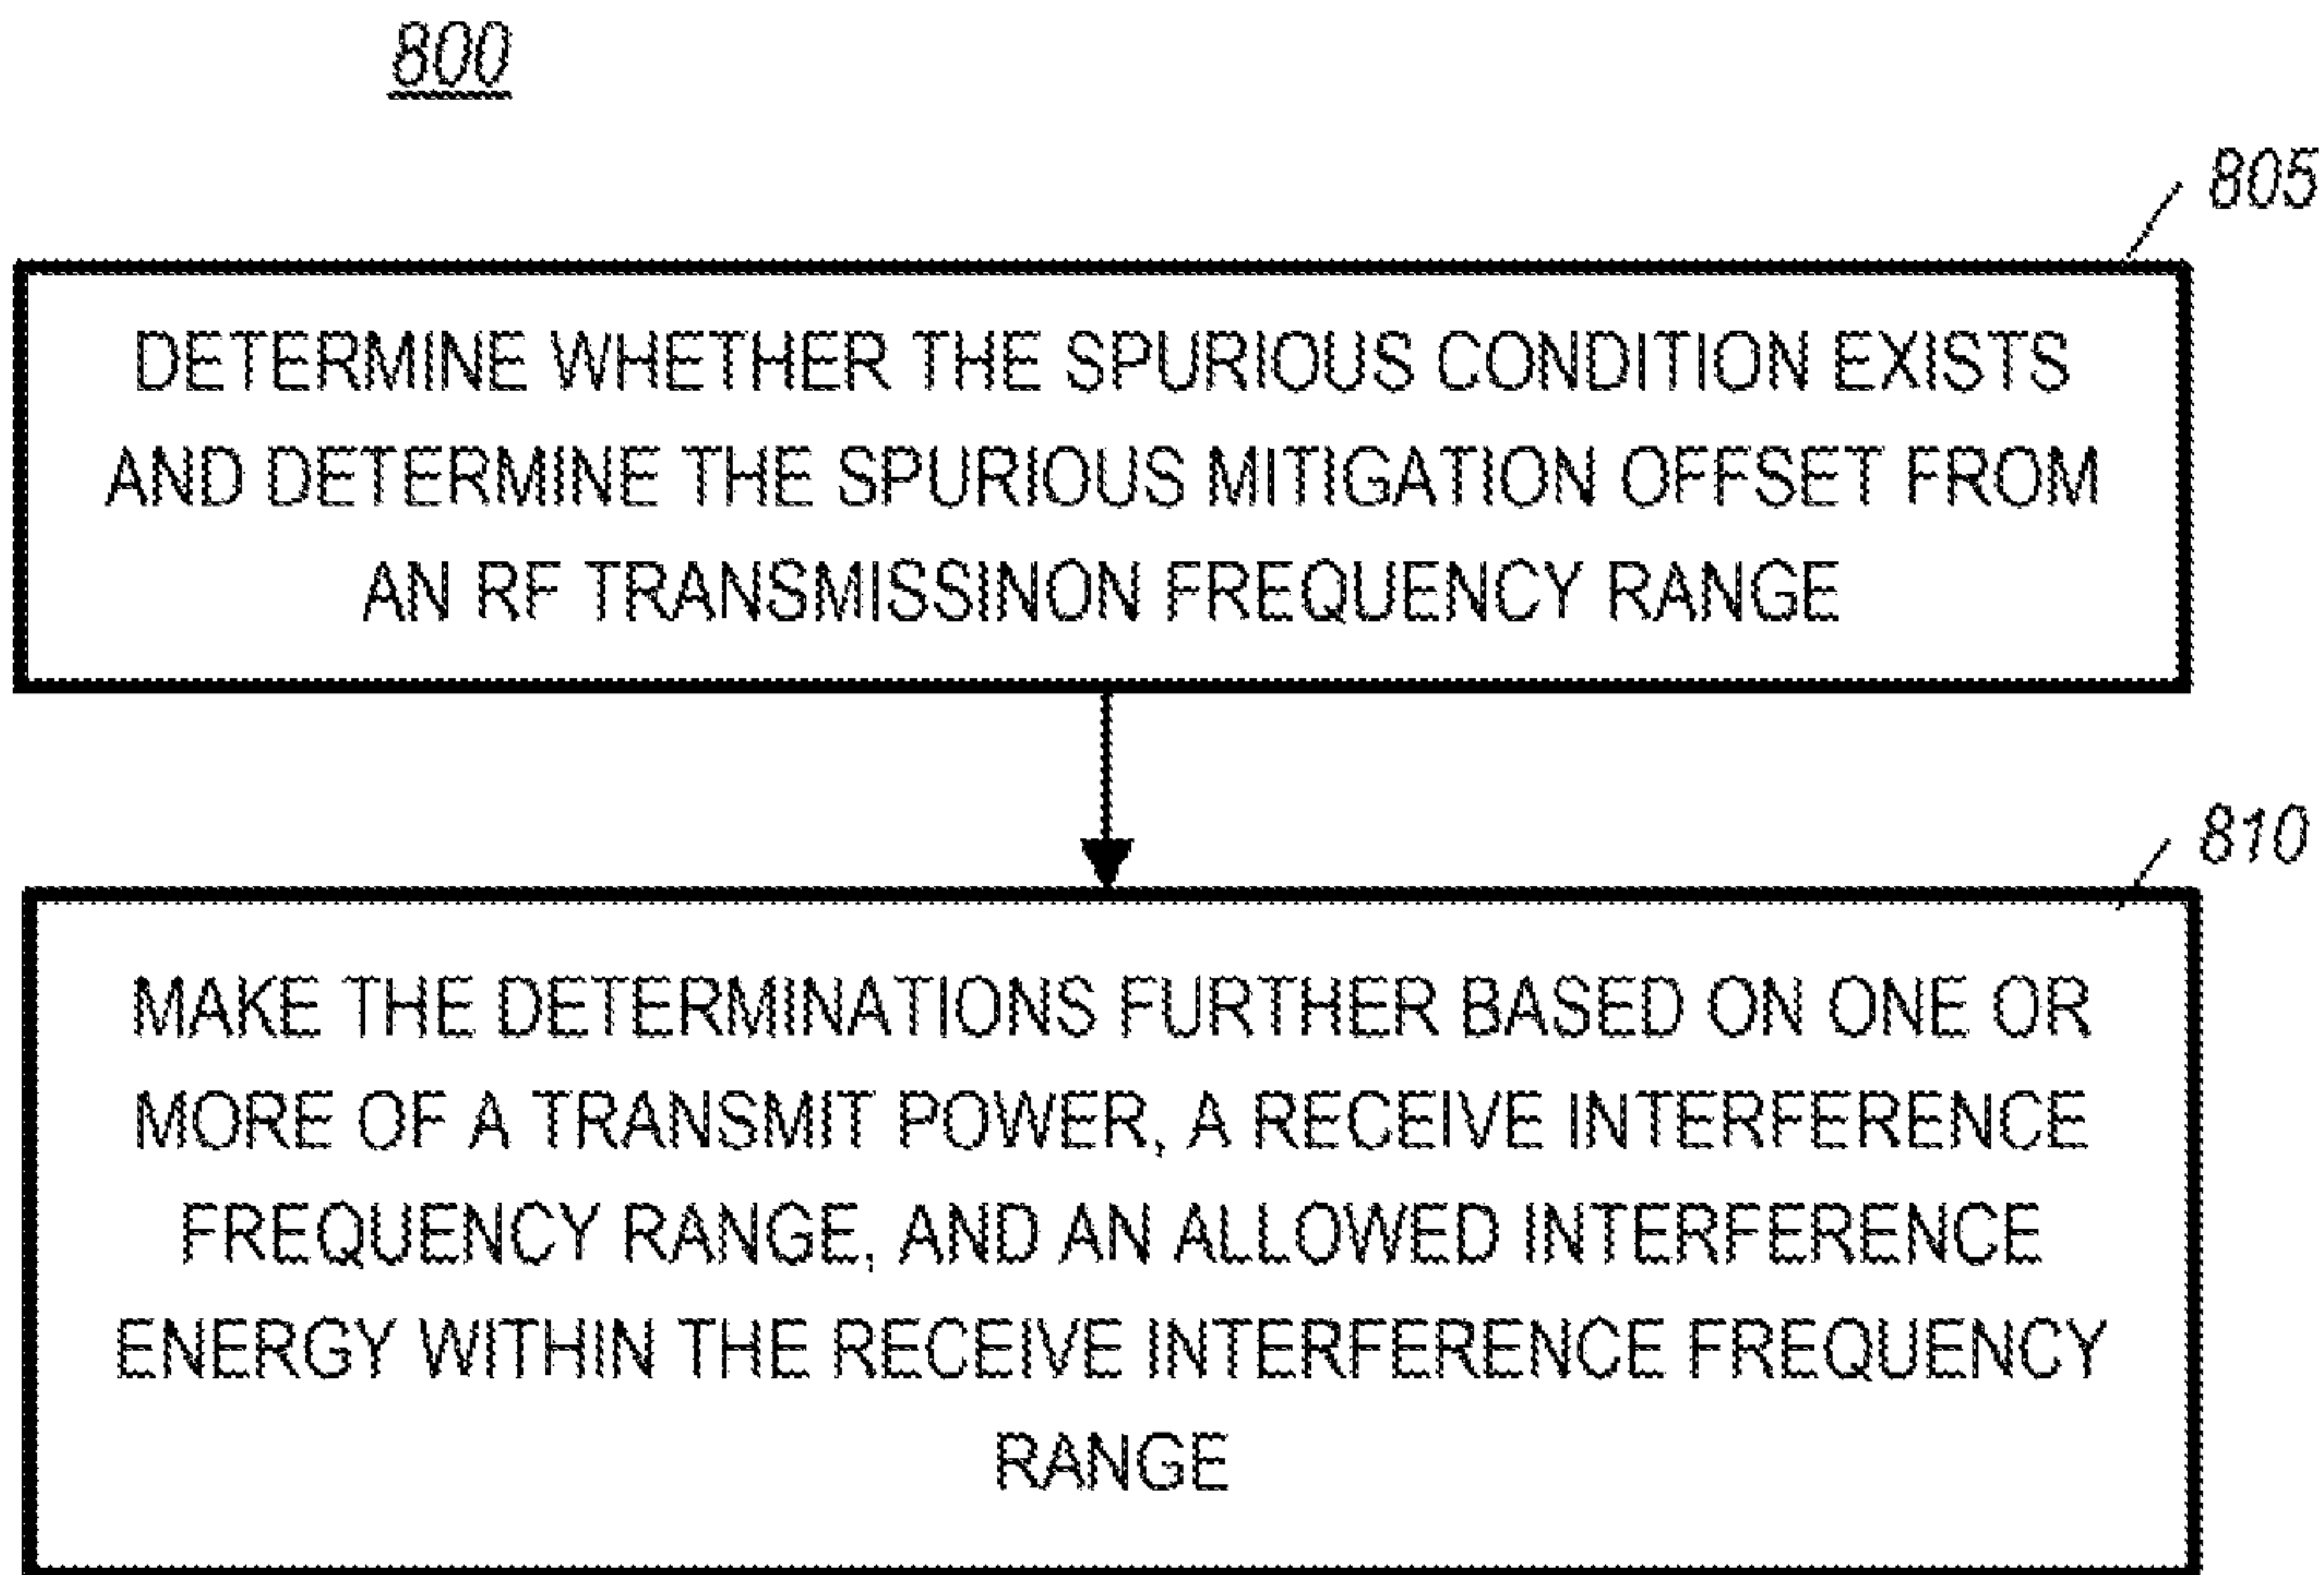 800
805
DETERMINE WHETHER THE SPURIOUS CONDITION EXISTS
AND DETERMINE THE SPURIOUS MITIGATION OFFSET FROM
AN RF TRANSMISSINON FREQUENCY RANGE
810
MAKE THE DETERMINATIONS FURTHER BASED ON ONE OR
MORE OF A TRANSMIT POWER, A RECEIVE INTERFERENCE
FREQUENCY RANGE, AND AN ALLOWED INTERFERENCE
ENERGY WITHIN THE RECEIVE INTERFERENCE FREQUENCY
RANGE